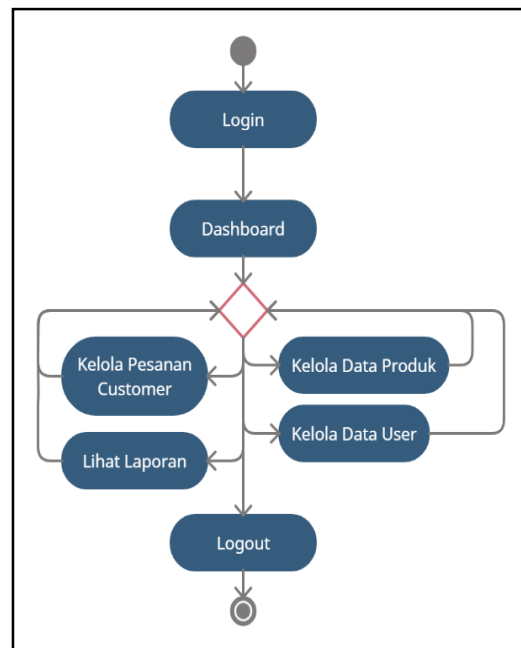 Login
Dashboard
Kelola Pesanan
Customer
Kelola Data Produk
Kelola Data User
Lihat Laporan
Logout